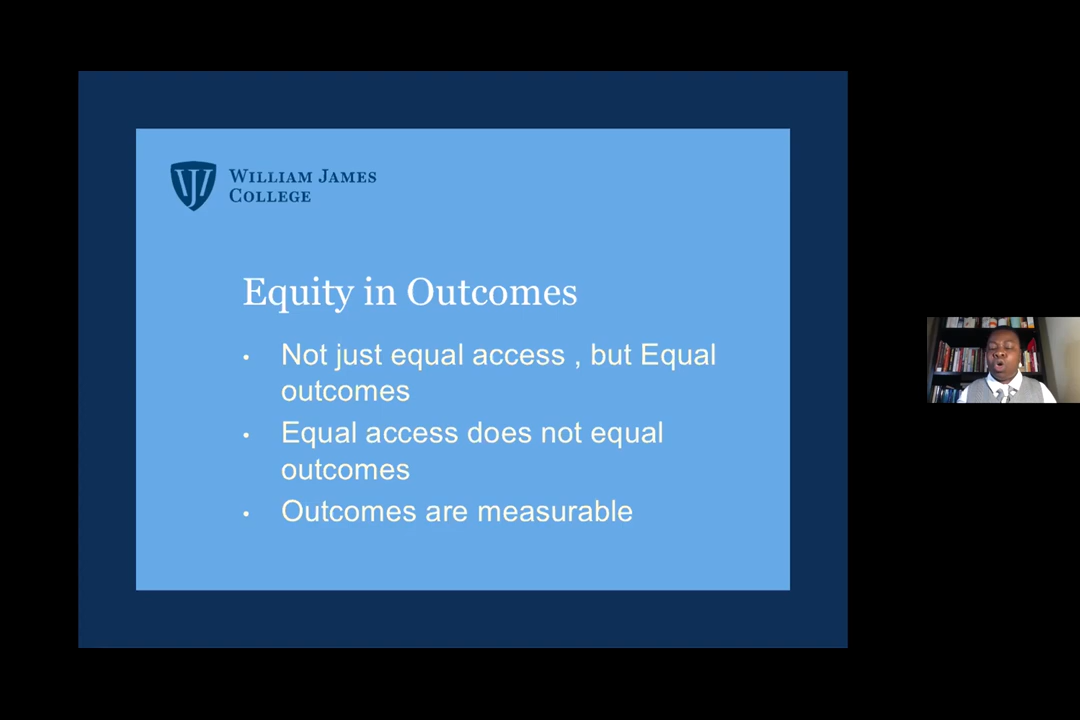 WILLIAM JAMES
COLLEGE
Equity in Outcomes
• Not just equal access , but Equal
outcomes
• Equal access does not equal
outcomes
• Outcomes are measurable